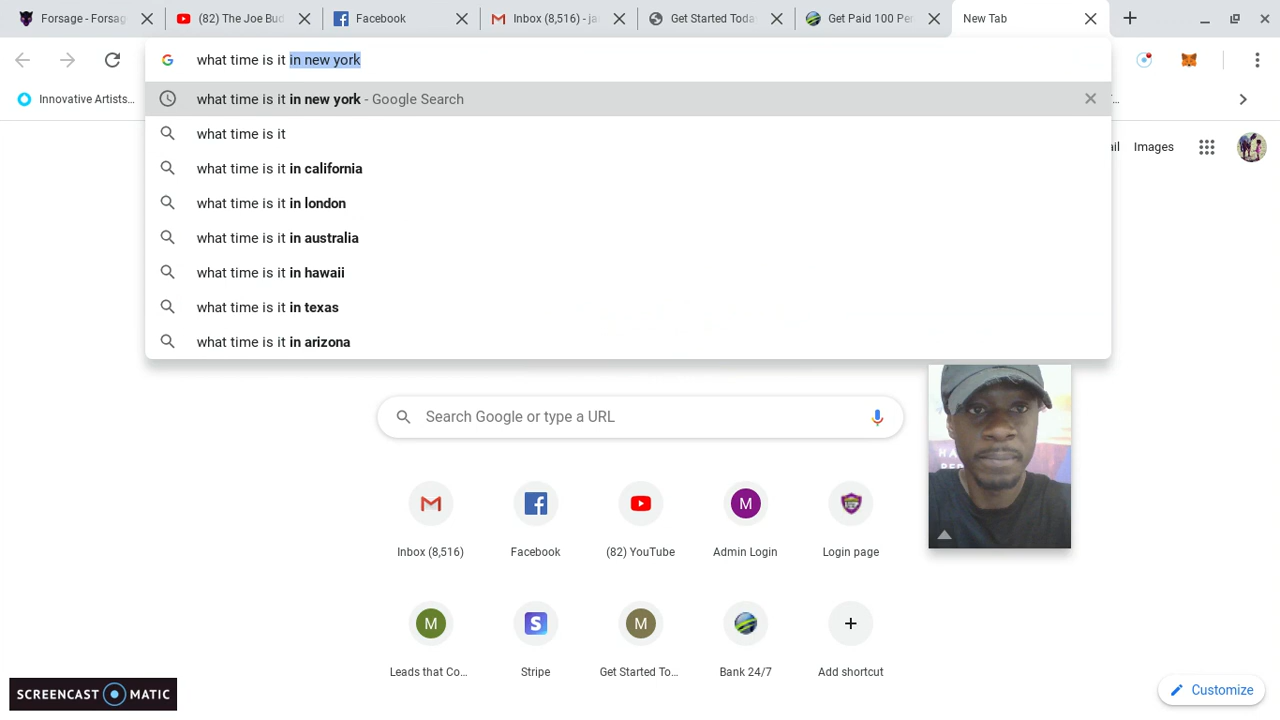 Forsage - Forsag
(82) The Joe Bud
Facebook
Inbox (8,516) - ja
Get Started Toda
Get Paid 100 Per
New Tab
what time is it in new york
Innovative Artists...
what time is it in new york - Google Search
what time is it
what time is it in california
what time is it in london
what time is it in australia
what time is it in hawaii
what time is it in texas
what time is it in arizona
Images
Search Google or type a URL
M
Inbox (8,516)
Facebook
(82) YouTube
Admin Login
Login page
M
S
M
Leads that Co...
Stripe
Get Started To...
Bank 24/7
Add shortcut
SCREENCAST MATIC
Customize